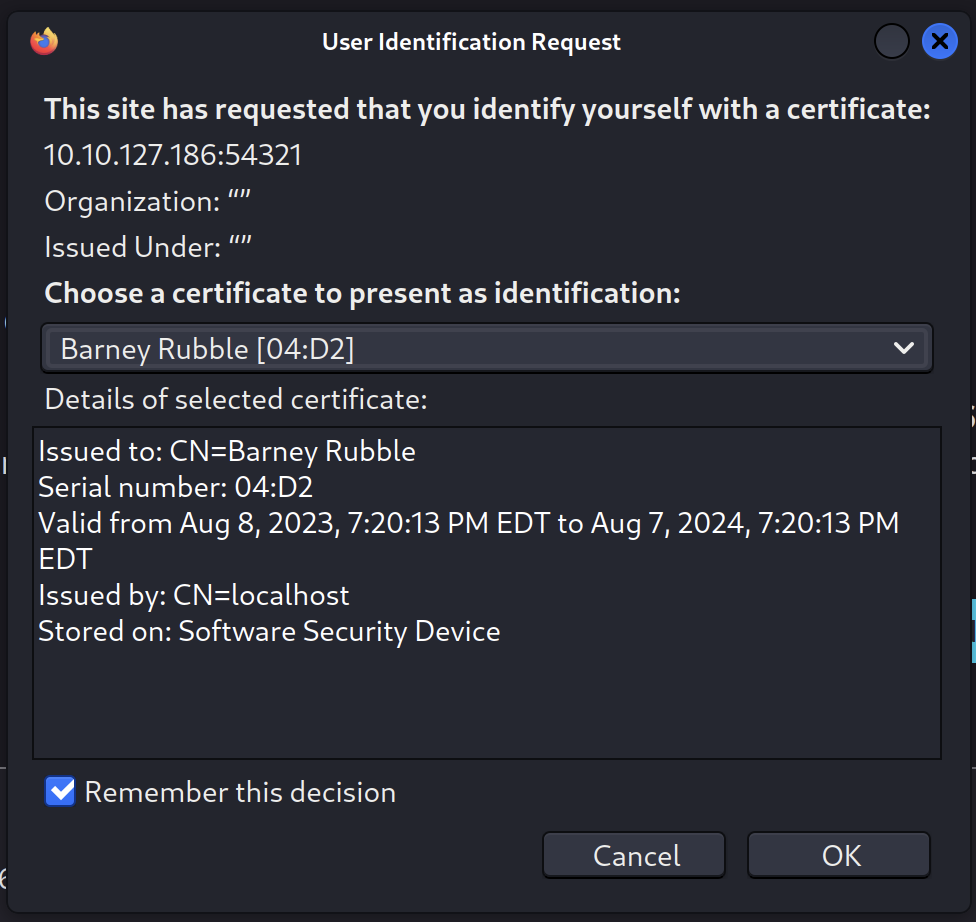 User Identification Request
This site has requested that you identify yourself with a certificate:
10.10.127.186:54321
Organization: “”
Issued Under: “”
Choose a certificate to present as identification:
Barney Rubble [04:D2]
Details of selected certificate:
Issued to: CN=Barney Rubble
Serial number: 04:D2
Valid from Aug 8, 2023, 7:20:13 PM EDT to Aug 7, 2024, 7:20:13 PM
EDT
Issued by: CN=localhost
Stored on: Software Security Device
Remember this decision
Cancel OK